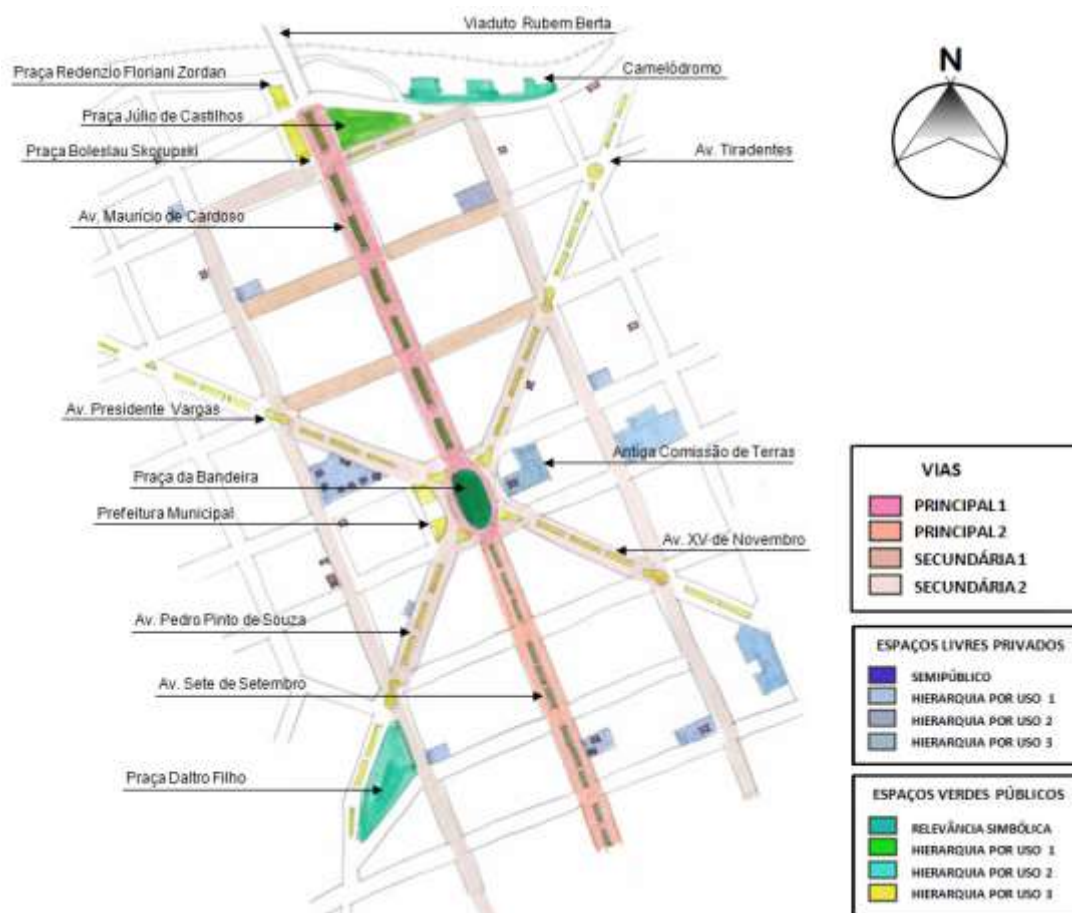 Viaduto Rubem Berta
N
Praça Redenzio Floriani Zordan
Camelódromo
Praça Júlio de Castilhos
Praça Boleslau Skorupski
Av. Tiradentes
Av. Maurício de Cardoso
Av. Presidente Vargas
Antiga Comissão de Terras
Praça da Bandeira
Prefeitura Municipal
Av. XV de Novembro
Av. Pedro Pinto de Souza
Av. Sete de Setembro
Praça Daltro Filho
VIAS
PRINCIPAL 1
PRINCIPAL 2
SECUNDÁRIA 1
SECUNDÁRIA 2
ESPAÇOS LIVRES PRIVADOS
SEMIPÚBLICO
HIERARQUIA POR USO 1
HIERARQUIA POR USO 2
HIERARQUIA POR USO 3
ESPAÇOS VERDES PÚBLICOS
RELEVÂNCIA SIMBÓLICA
HIERARQUIA POR USO 1
HIERARQUIA POR USO 2
HIERARQUIA POR USO 3